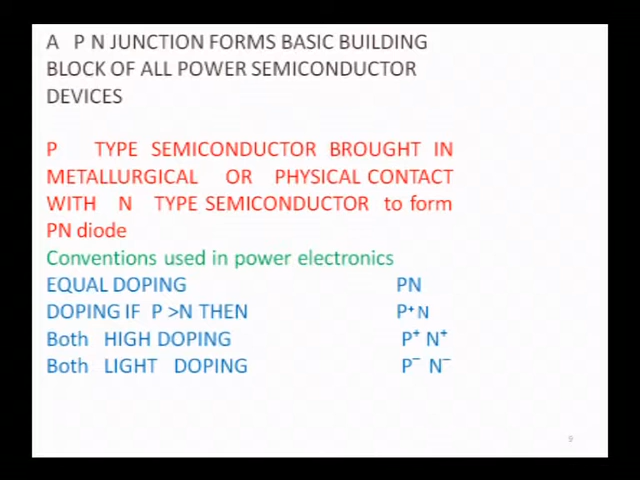 A P N JUNCTION FORMS BASIC BUILDING
BLOCK OF ALL POWER SEMICONDUCTOR
DEVICES
P TYPE SEMICONDUCTOR BROUGHT IN
METALLURGICAL OR PHYSICAL CONTACT
WITH N TYPE SEMICONDUCTOR to form
PN diode
Conventions used in power electronics
EQUAL DOPING PN
DOPING IF P >N THEN P⁺ N
Both HIGH DOPING P⁺ N⁺
Both LIGHT DOPING P⁻ N⁻
9